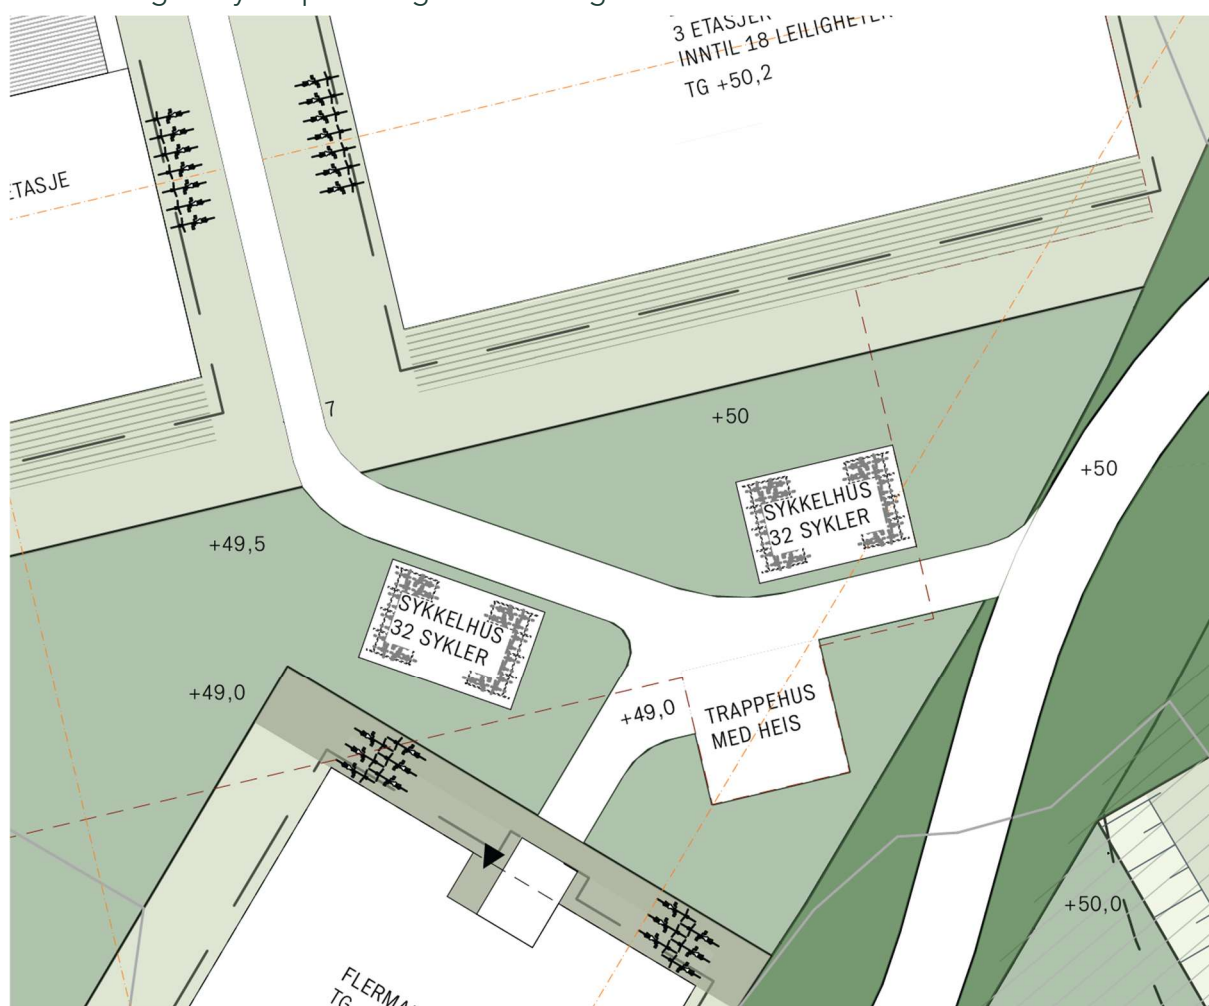 3 ETASJER
INNTIL 18 LEILIGHETER
TG +50,2
ETASJE
7
+50
+50
SYKKELHUS
32 SYKLER
+49,5
SYKKELHUS
32 SYKLER
+49,0
+49,0
TRAPPEHUS
MED HEIS
+50,0
TG